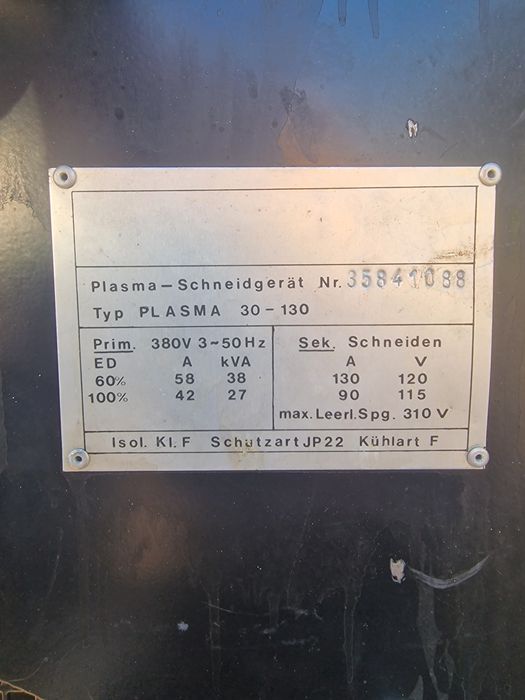 Plasma-Schneidgerät Nr. 35841088
Typ PLASMA 30-130
Prim. 380V 3~50Hz
ED A kVA
60% 58 38
100% 42 27
Sek. Schneiden
A V
130 120
90 115
max. Leerl. Spg. 310 V
Isol. Kl. F Schutzart JP22 Kühlart F